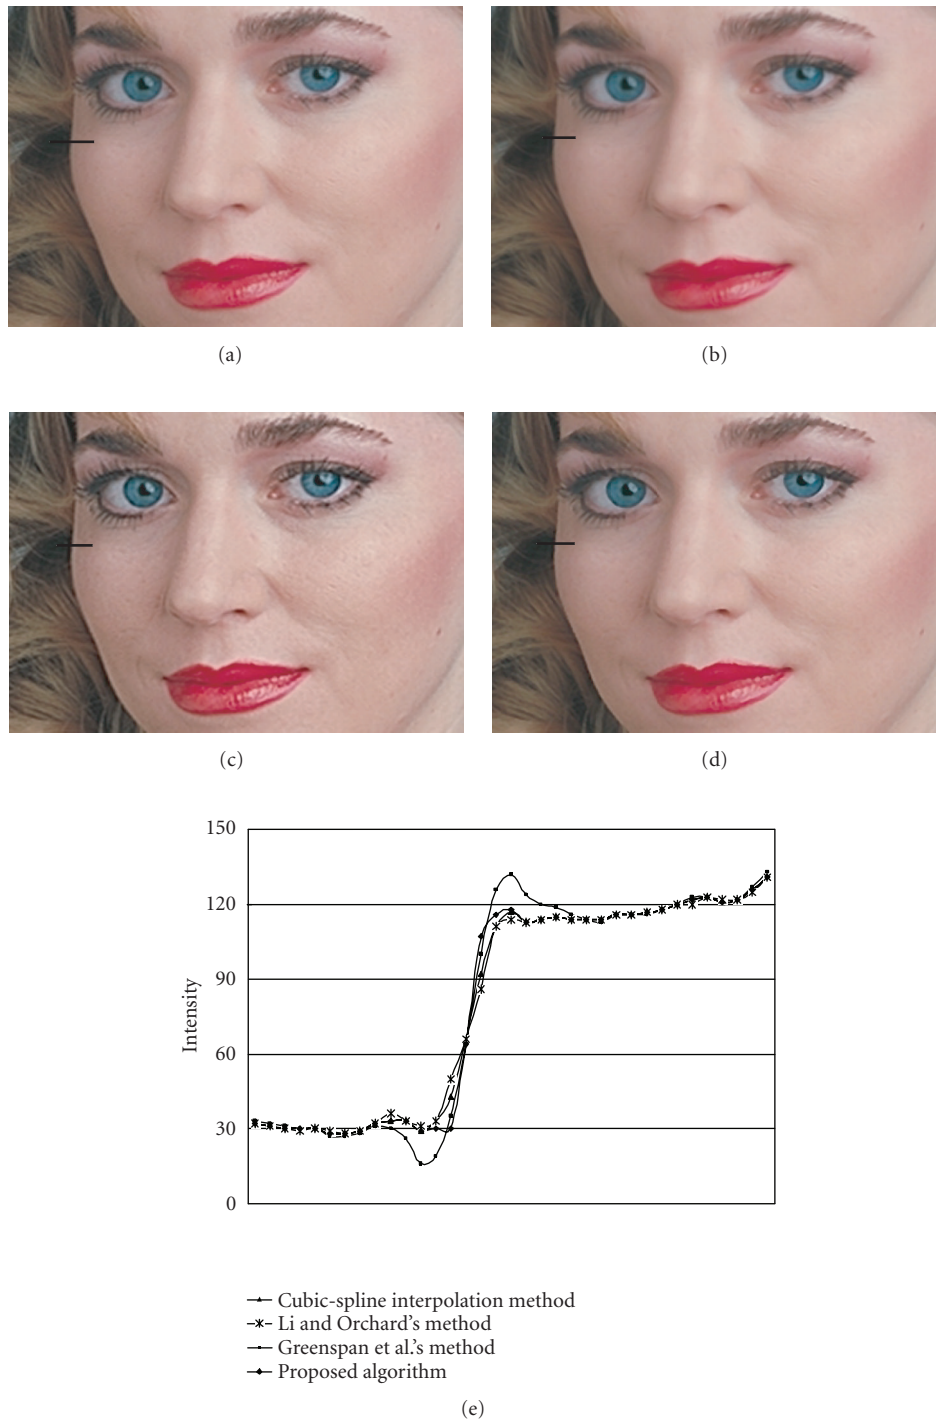 (a)
(b)
(c)
(d)
150
120
90
60
30
0
Intensity
Cubic-spline interpolation method
Li and Orchard's method
Greenspan et al.'s method
Proposed algorithm
(e)